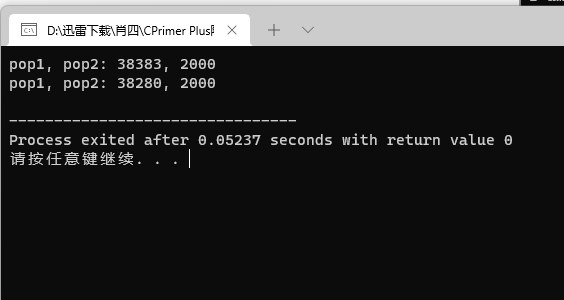 D:\迅雷下载\肖四\CPrimer Plus
pop1, pop2: 38383, 2000
pop1, pop2: 38280, 2000
--------------------------------
Process exited after 0.05237 seconds with return value 0
请按任意键继续. . .